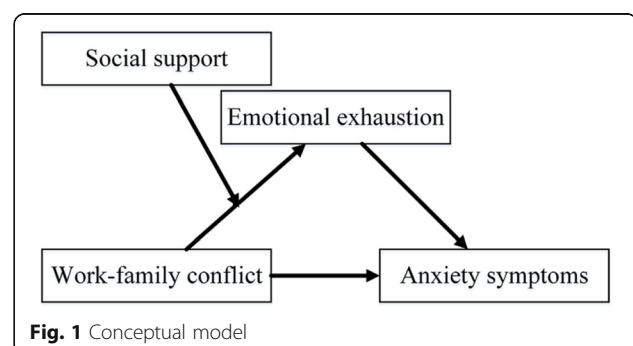 Social support
Emotional exhaustion
Work-family conflict
Anxiety symptoms
Fig. 1 Conceptual model